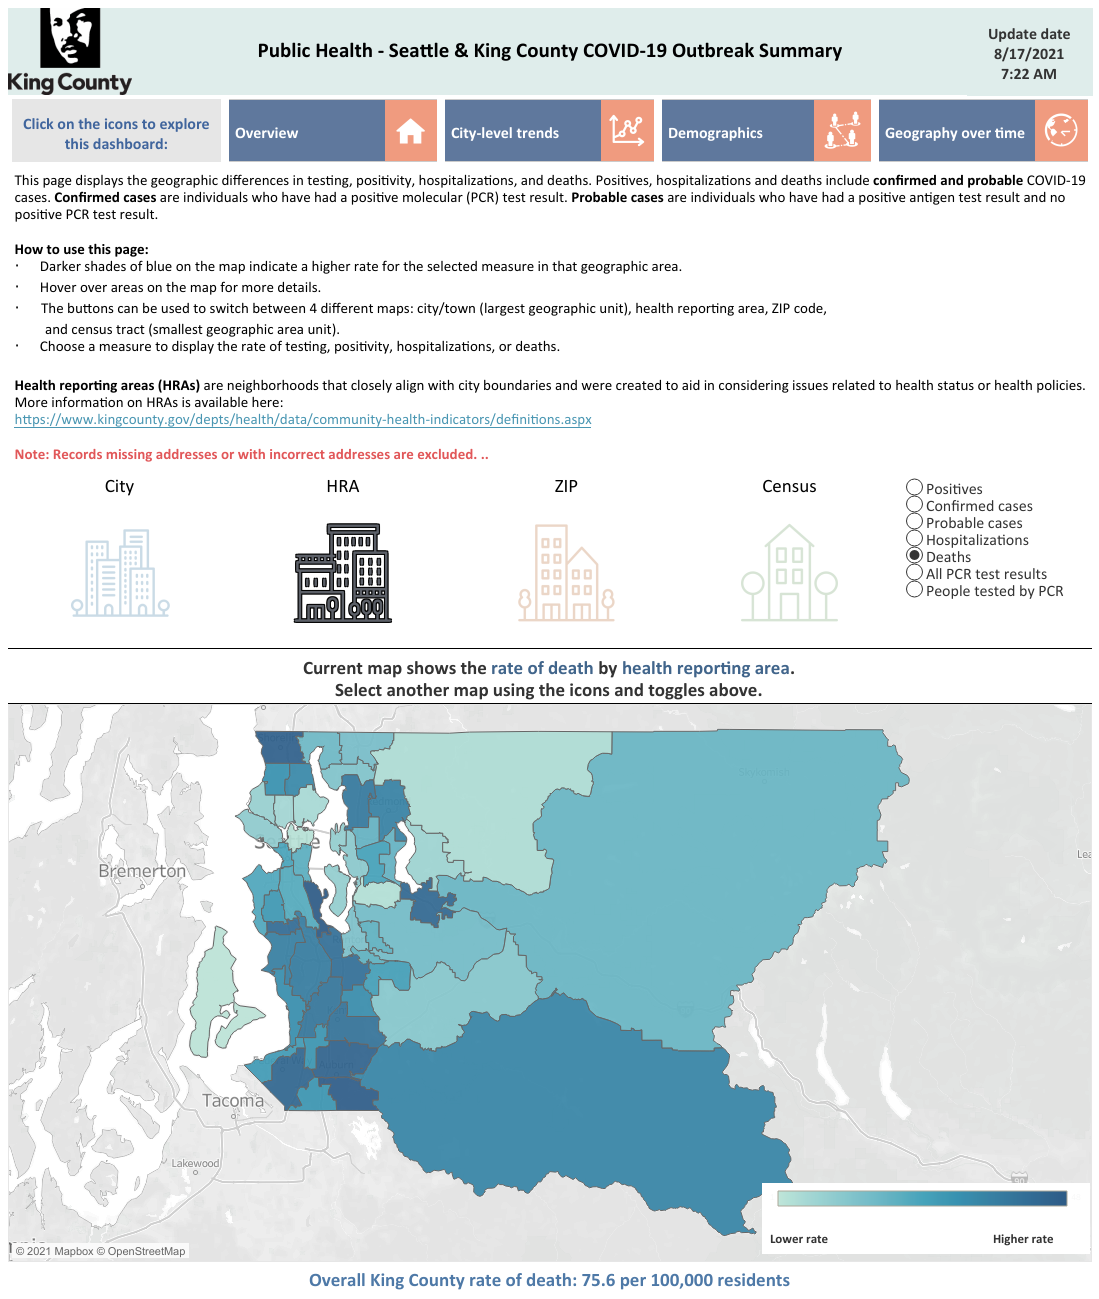 King County
Public Health - Seattle & King County COVID-19 Outbreak Summary
Update date
8/17/2021
7:22 AM
Click on the icons to explore
this dashboard:
Overview
City-level trends
Demographics
Geography over time
This page displays the geographic differences in testing, positivity, hospitalizations, and deaths. Positives, hospitalizations and deaths include confirmed and probable COVID-19
cases. Confirmed cases are individuals who have had a positive molecular (PCR) test result. Probable cases are individuals who have had a positive antigen test result and no
positive PCR test result.
How to use this page:
· Darker shades of blue on the map indicate a higher rate for the selected measure in that geographic area.
· Hover over areas on the map for more details.
· The buttons can be used to switch between 4 different maps: city/town (largest geographic unit), health reporting area, ZIP code,
and census tract (smallest geographic area unit).
· Choose a measure to display the rate of testing, positivity, hospitalizations, or deaths.
Health reporting areas (HRAs) are neighborhoods that closely align with city boundaries and were created to aid in considering issues related to health status or health policies.
More information on HRAs is available here:
https://www.kingcounty.gov/depts/health/data/community-health-indicators/definitions.aspx
Note: Records missing addresses or with incorrect addresses are excluded. ..
City
HRA
ZIP
Census
Positives
Confirmed cases
Probable cases
Hospitalizations
Deaths
All PCR test results
People tested by PCR
Current map shows the rate of death by health reporting area.
Select another map using the icons and toggles above.
Bremerton
Tacoma
Lakewood
Lea
90
© 2021 Mapbox © OpenStreetMap
Lower rate
Higher rate
Overall King County rate of death: 75.6 per 100,000 residents